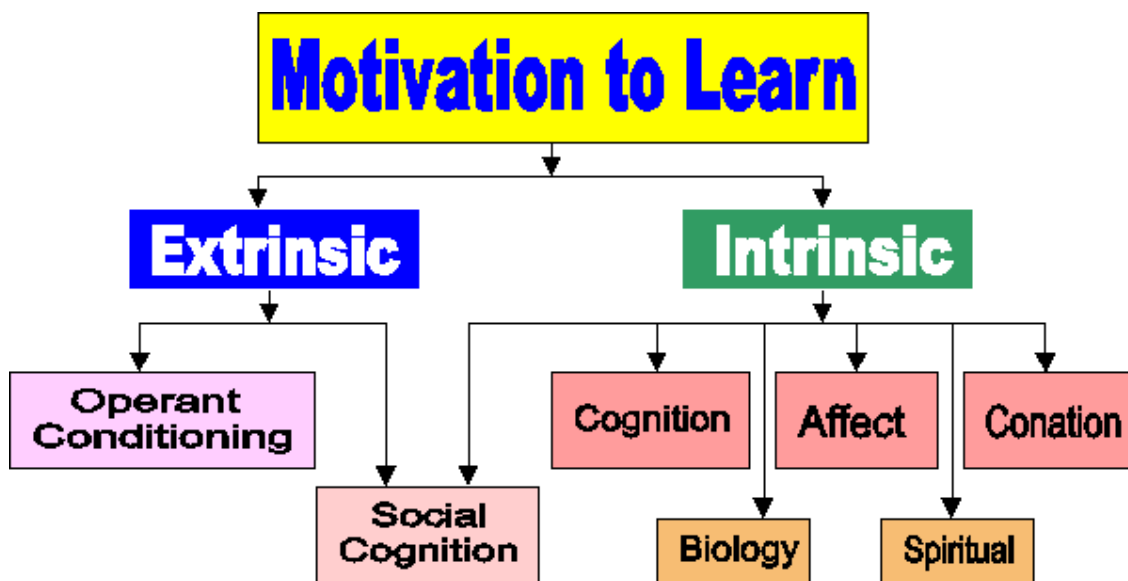 Motivation to Learn
Extrinsic
Intrinsic
Operant
Conditioning
Cognition
Affect
Conation
Social
Cognition
Biology
Spiritual